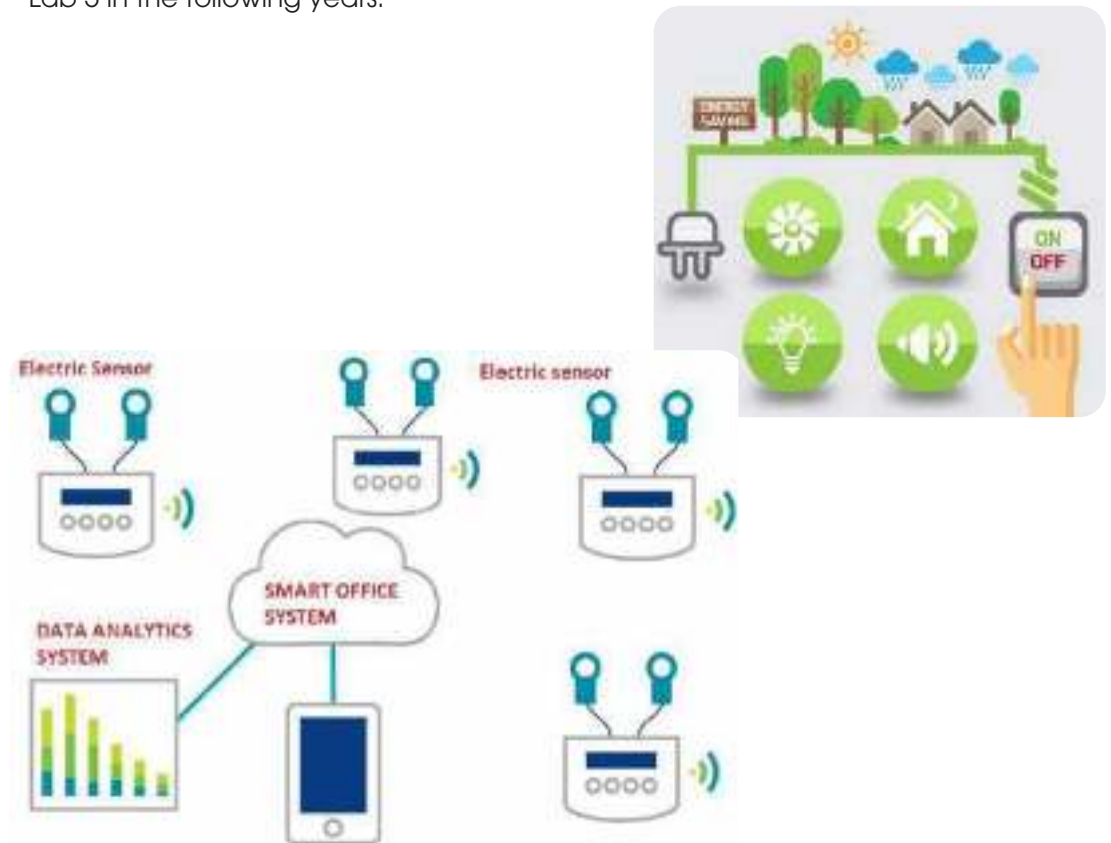 Lab 5 in the following years.
ENERGY
SAVING
ON
OFF
Electric Sensor
Electric sensor
SMART OFFICE
SYSTEM
DATA ANALYTICS
SYSTEM